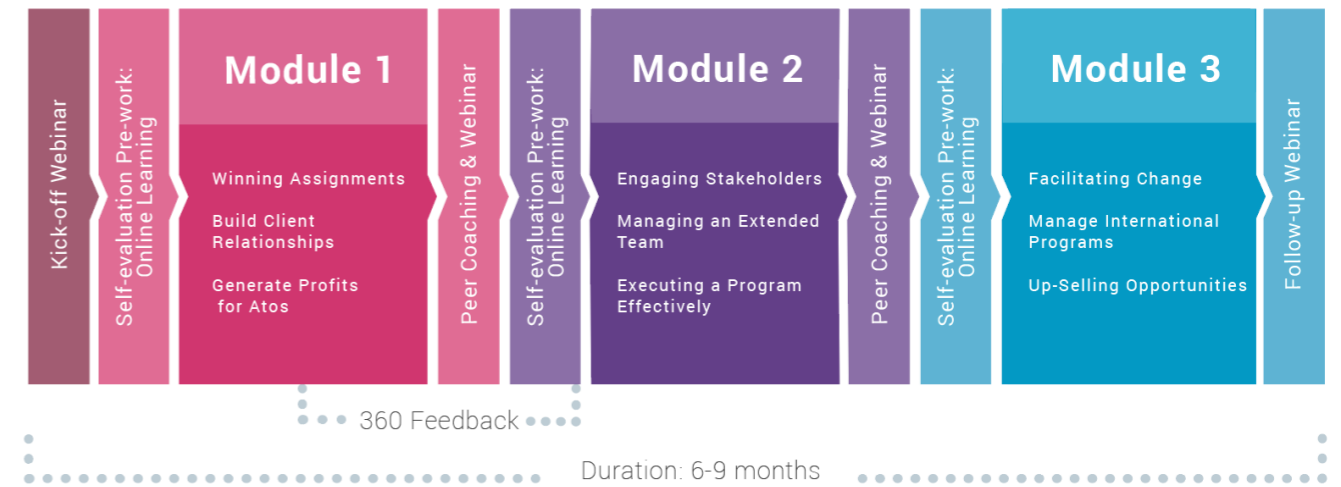 Kick-off Webinar
Self-evaluation Pre-work:
Online Learning
Module 1
Winning Assignments
Build Client
Relationships
Generate Profits
for Atos
Peer Coaching & Webinar
Self-evaluation Pre-work:
Online Learning
Module 2
Engaging Stakeholders
Managing an Extended
Team
Executing a Program
Effectively
Peer Coaching & Webinar
Self-evaluation Pre-work:
Online Learning
Module 3
Facilitating Change
Manage International
Programs
Up-Selling Opportunities
Follow-up Webinar
360 Feedback
Duration: 6-9 months